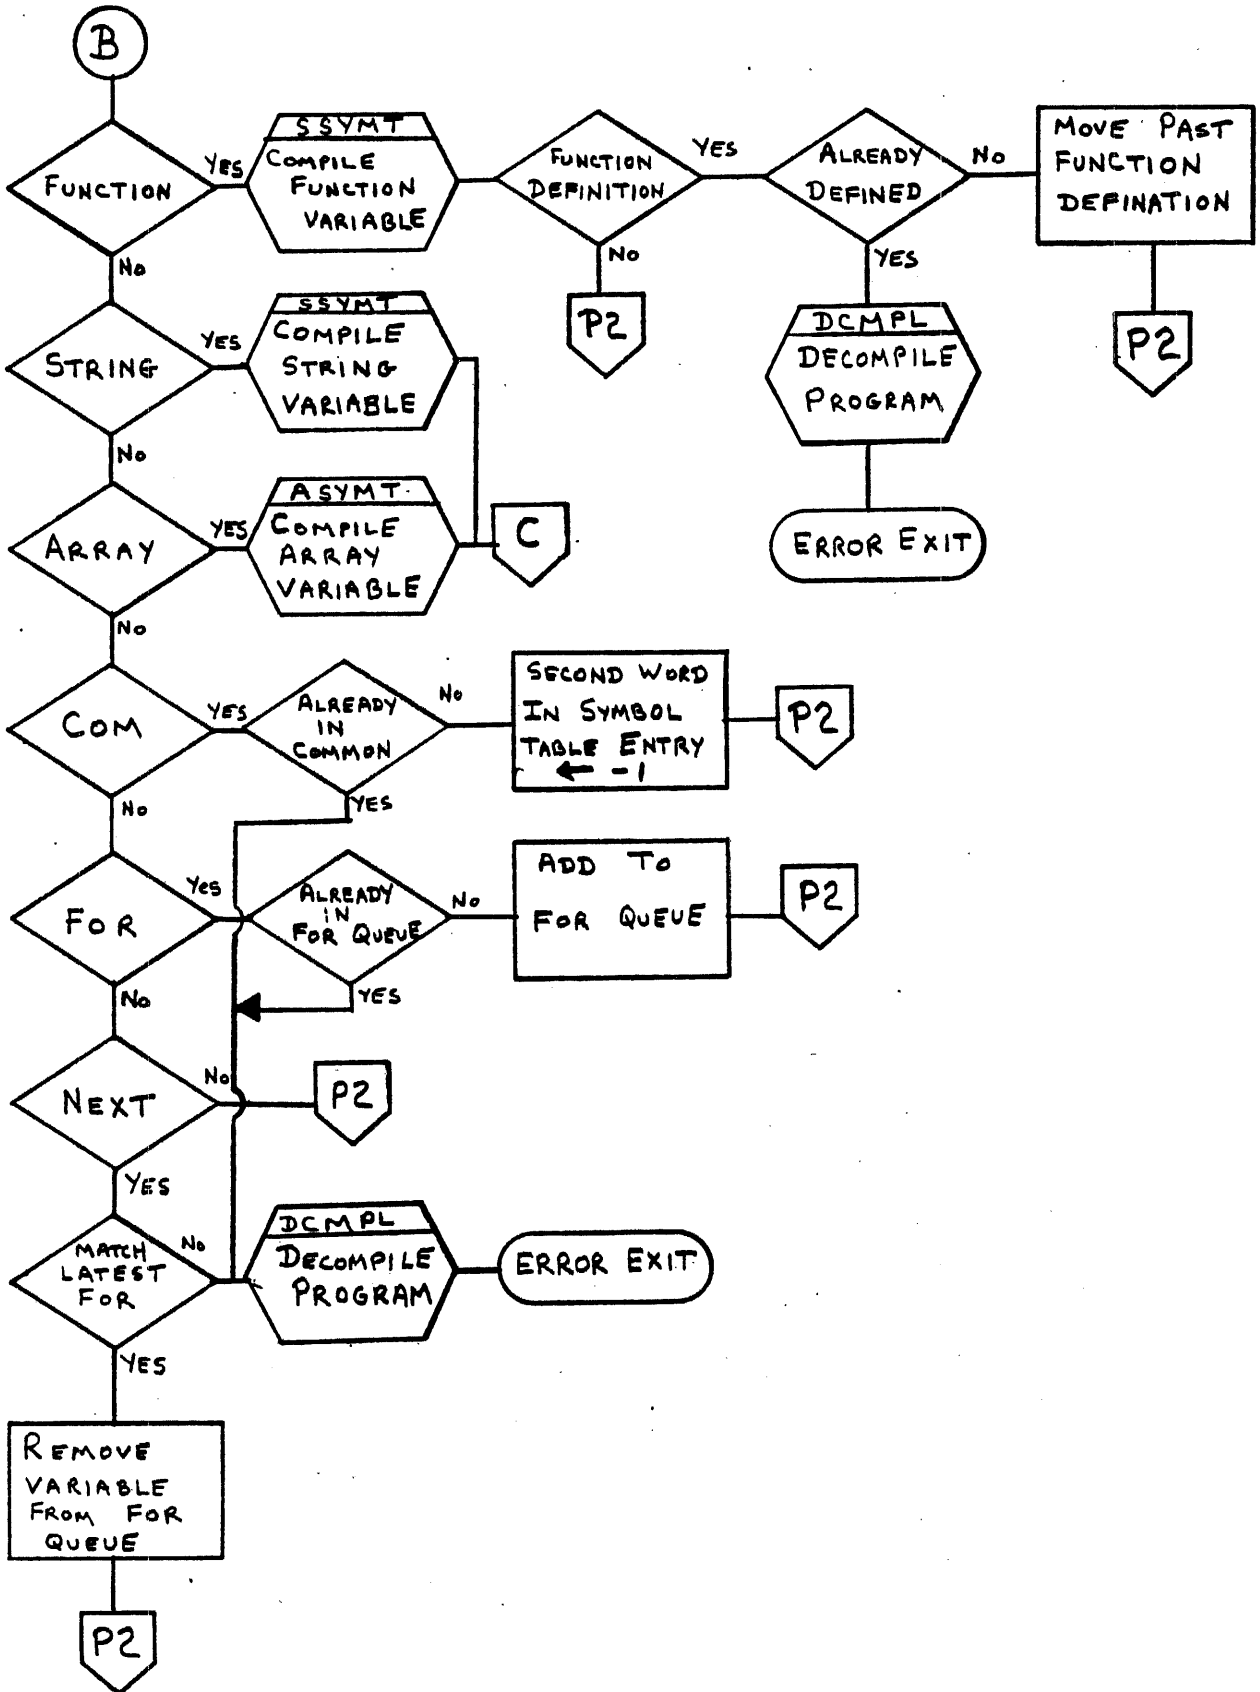 B
SSYMT
COMPILE
FUNCTION
VARIABLE
FUNCTION
YES
FUNCTION
DEFINITION
YES
ALREADY
DEFINED
NO
MOVE PAST
FUNCTION
DEFINATION
NO
NO
YES
P2
P2
STRING
YES
SSYMT
COMPILE
STRING
VARIABLE
DCMPL
DECOMPILE
PROGRAM
NO
ARRAY
YES
ASYMT
COMPILE
ARRAY
VARIABLE
C
ERROR EXIT
NO
COM
YES
ALREADY
IN
COMMON
NO
SECOND WORD
IN SYMBOL
TABLE ENTRY
← -1
P2
NO
YES
FOR
YES
ALREADY
IN
FOR QUEUE
NO
ADD TO
FOR QUEUE
P2
NO
YES
NEXT
NO
P2
YES
MATCH
LATEST
FOR
NO
DCMPL
DECOMPILE
PROGRAM
ERROR EXIT
YES
REMOVE
VARIABLE
FROM FOR
QUEUE
P2